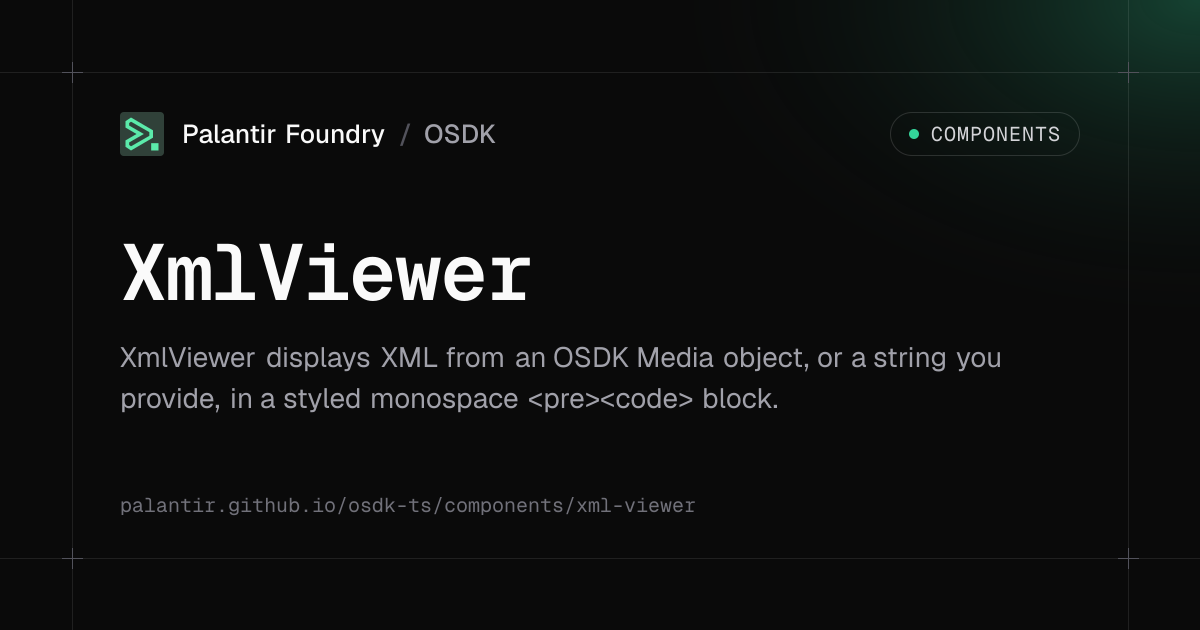 Palantir Foundry / OSDK
COMPONENTS
XmlViewer
XmlViewer displays XML from an OSDK Media object, or a string you
provide, in a styled monospace <pre><code> block.
palantir.github.io/osdk-ts/components/xml-viewer